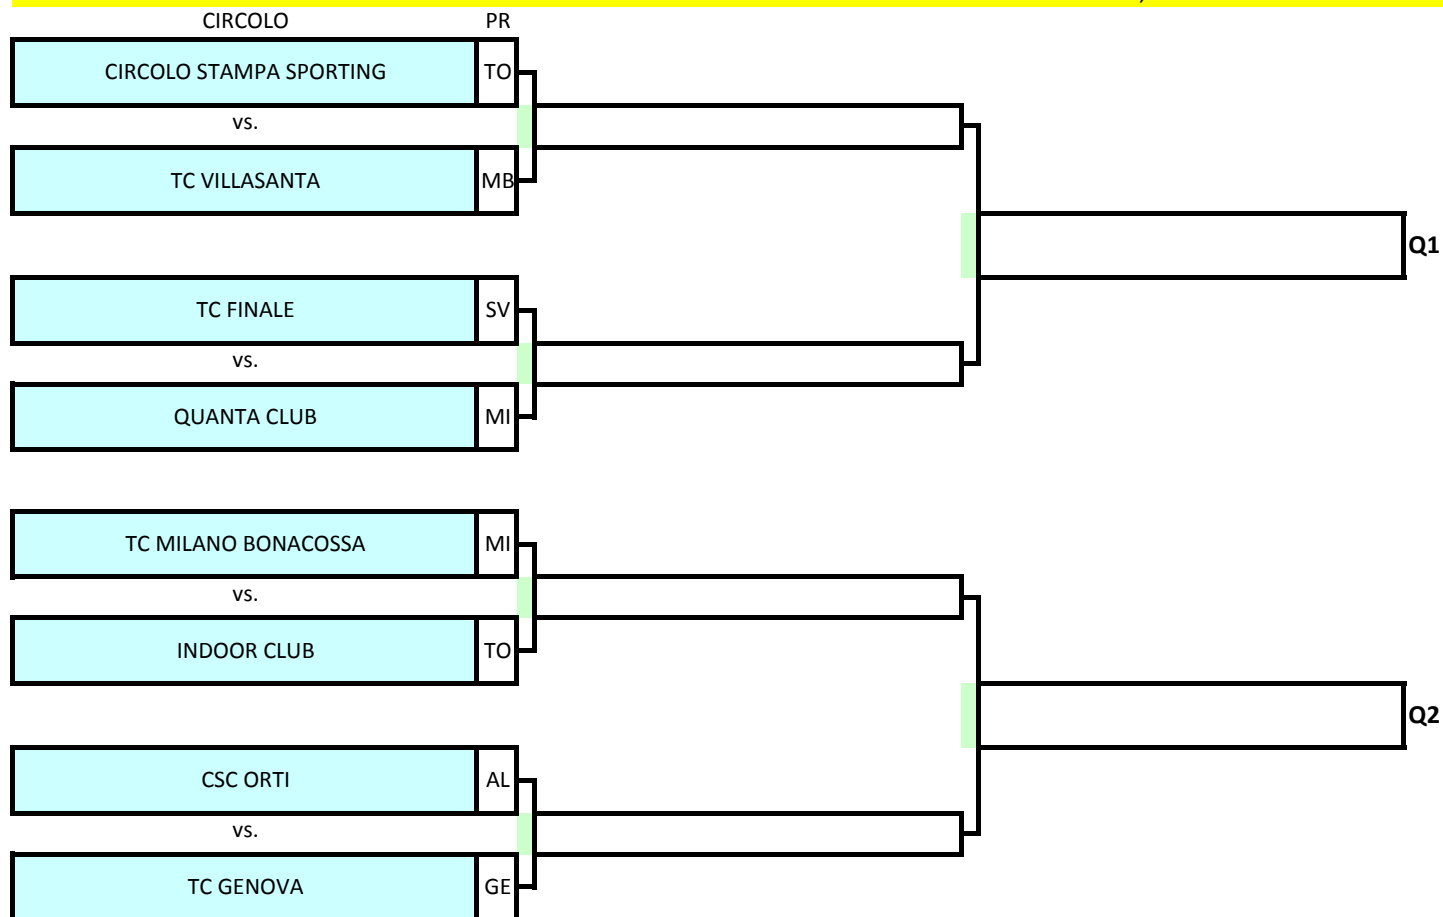 CIRCOLO PR
CIRCOLO STAMPA SPORTING TO
vs.
TC VILLASANTA MB
Q1
TC FINALE SV
vs.
QUANTA CLUB MI
TC MILANO BONACOSSA MI
vs.
INDOOR CLUB TO
Q2
CSC ORTI AL
vs.
TC GENOVA GE